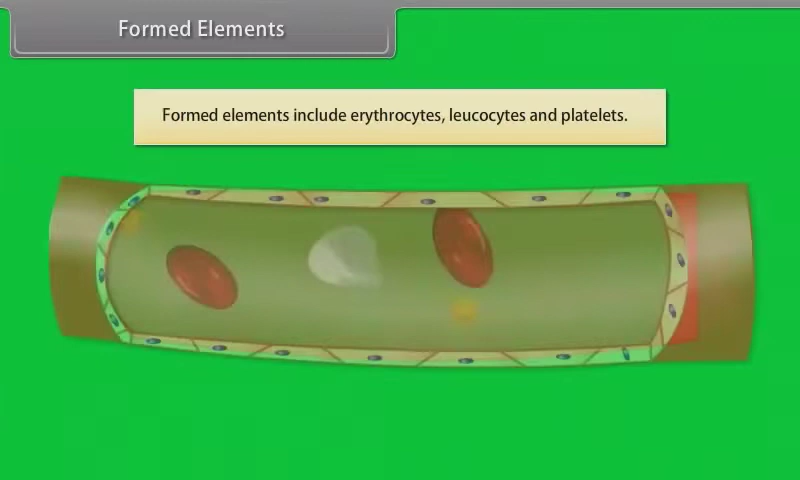 Formed Elements
Formed elements include erythrocytes, leucocytes and platelets.